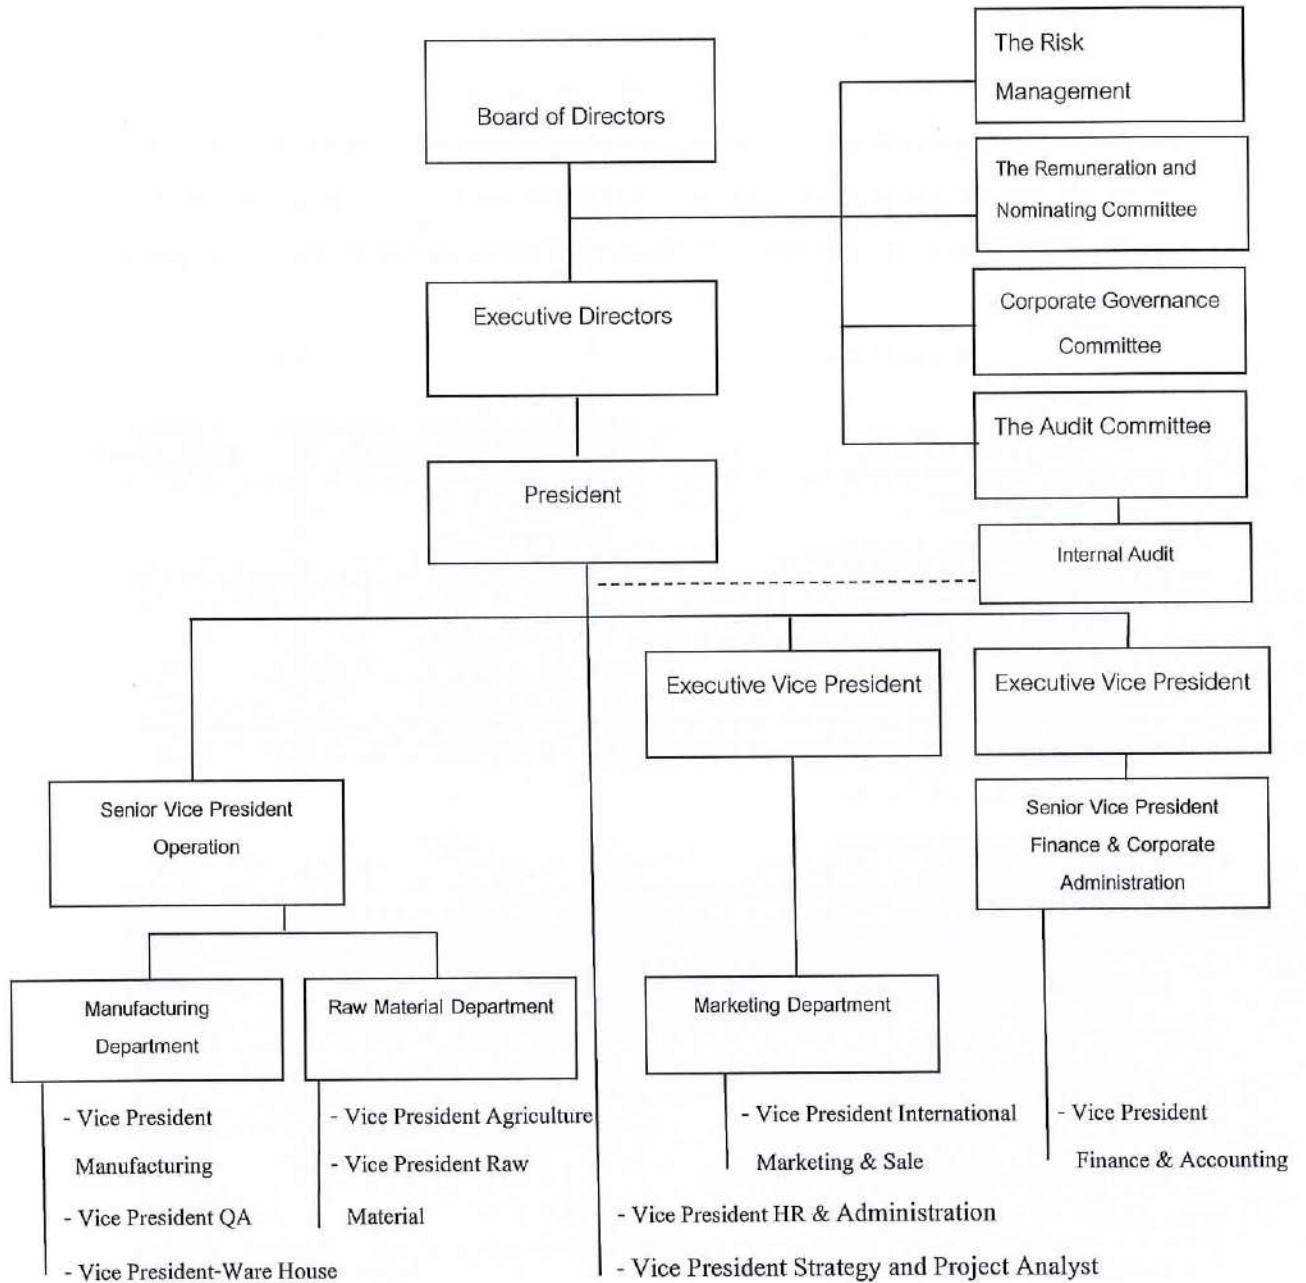 The Risk
Management
Board of Directors
The Remuneration and
Nominating Committee
Executive Directors
Corporate Governance
Committee
The Audit Committee
President
Internal Audit
Executive Vice President
Executive Vice President
Senior Vice President
Operation
Senior Vice President
Finance & Corporate
Administration
Manufacturing
Department
Raw Material Department
Marketing Department
- Vice President
Manufacturing
- Vice President QA
- Vice President-Ware House
- Vice President Agriculture
- Vice President Raw
Material
- Vice President International
Marketing & Sale
- Vice President
Finance & Accounting
- Vice President HR & Administration
- Vice President Strategy and Project Analyst